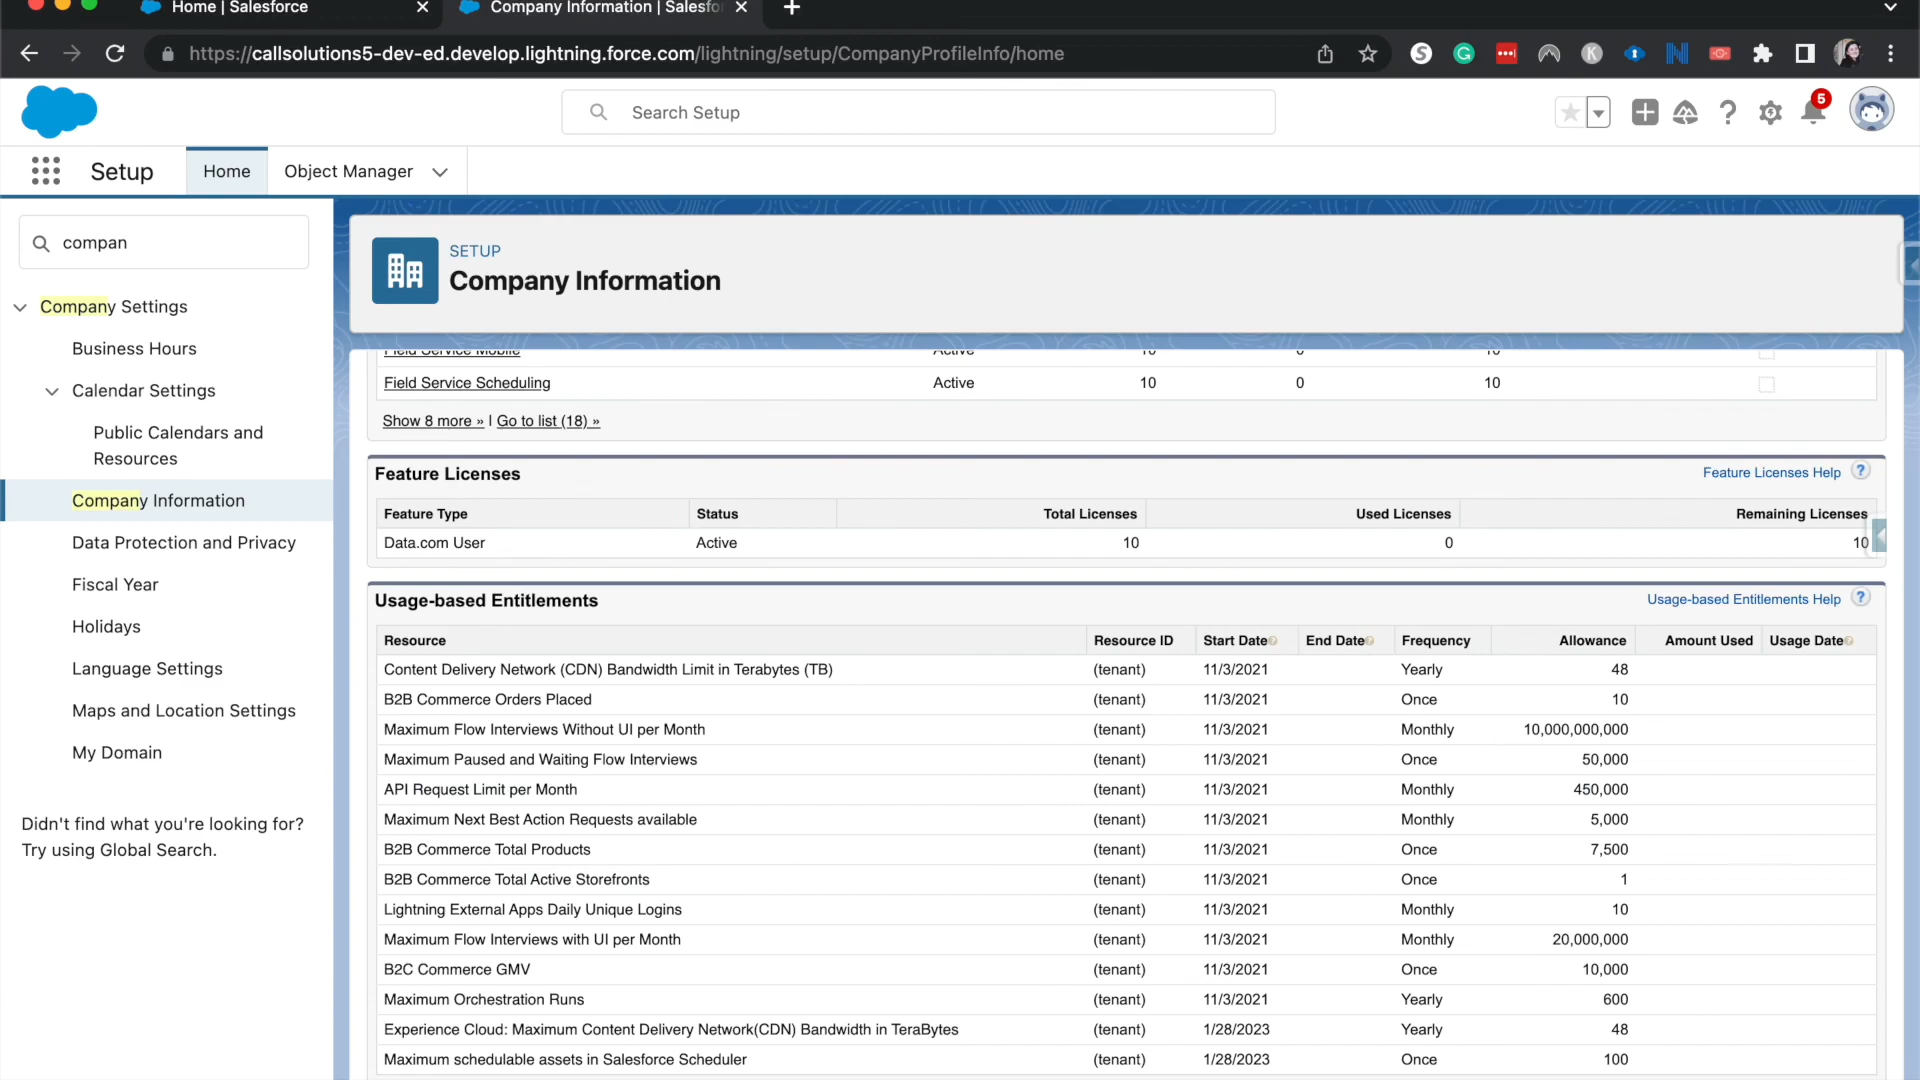 Home | Salesforce
Company Information | Salesfo
https://callsolutions5-dev-ed.develop.lightning.force.com/lightning/setup/CompanyProfileInfo/home
Search Setup
5
Setup
Home
Object Manager
compan
Company Settings
Business Hours
Calendar Settings
Public Calendars and
Resources
Company Information
Data Protection and Privacy
Fiscal Year
Holidays
Language Settings
Maps and Location Settings
My Domain
Didn't find what you're looking for?
Try using Global Search.
SETUP
Company Information
Field Service Mobile Active 10 0 10
Field Service Scheduling Active 10 0 10
Show 8 more » | Go to list (18) »
Feature Licenses Feature Licenses Help ?
Feature Type Status Total Licenses Used Licenses Remaining Licenses
Data.com User Active 10 0 10
Usage-based Entitlements Usage-based Entitlements Help ?
Resource Resource ID Start Date End Date Frequency Allowance Amount Used Usage Date
Content Delivery Network (CDN) Bandwidth Limit in Terabytes (TB) (tenant) 11/3/2021 Yearly 48
B2B Commerce Orders Placed (tenant) 11/3/2021 Once 10
Maximum Flow Interviews Without UI per Month (tenant) 11/3/2021 Monthly 10,000,000,000
Maximum Paused and Waiting Flow Interviews (tenant) 11/3/2021 Once 50,000
API Request Limit per Month (tenant) 11/3/2021 Monthly 450,000
Maximum Next Best Action Requests available (tenant) 11/3/2021 Monthly 5,000
B2B Commerce Total Products (tenant) 11/3/2021 Once 7,500
B2B Commerce Total Active Storefronts (tenant) 11/3/2021 Once 1
Lightning External Apps Daily Unique Logins (tenant) 11/3/2021 Monthly 10
Maximum Flow Interviews with UI per Month (tenant) 11/3/2021 Monthly 20,000,000
B2C Commerce GMV (tenant) 11/3/2021 Once 10,000
Maximum Orchestration Runs (tenant) 11/3/2021 Yearly 600
Experience Cloud: Maximum Content Delivery Network(CDN) Bandwidth in TeraBytes (tenant) 1/28/2023 Yearly 48
Maximum schedulable assets in Salesforce Scheduler (tenant) 1/28/2023 Once 100